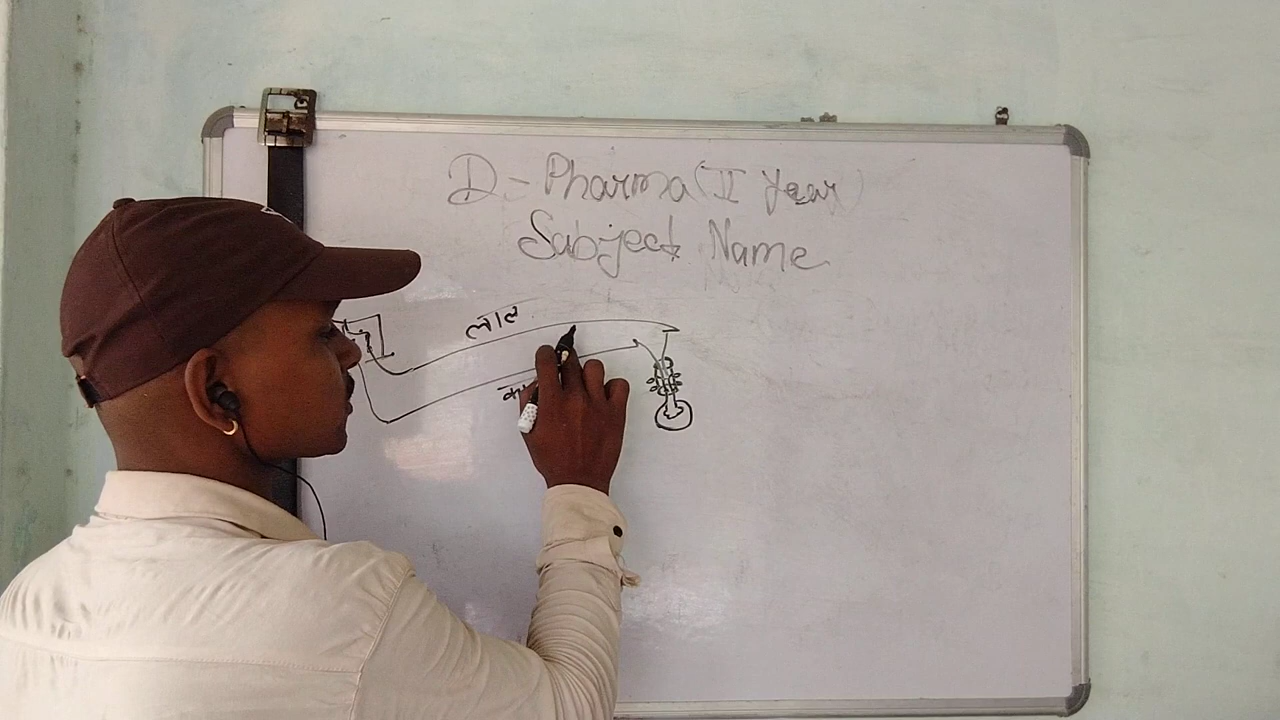 D - Pharma (II Year)
Subject Name
लाल